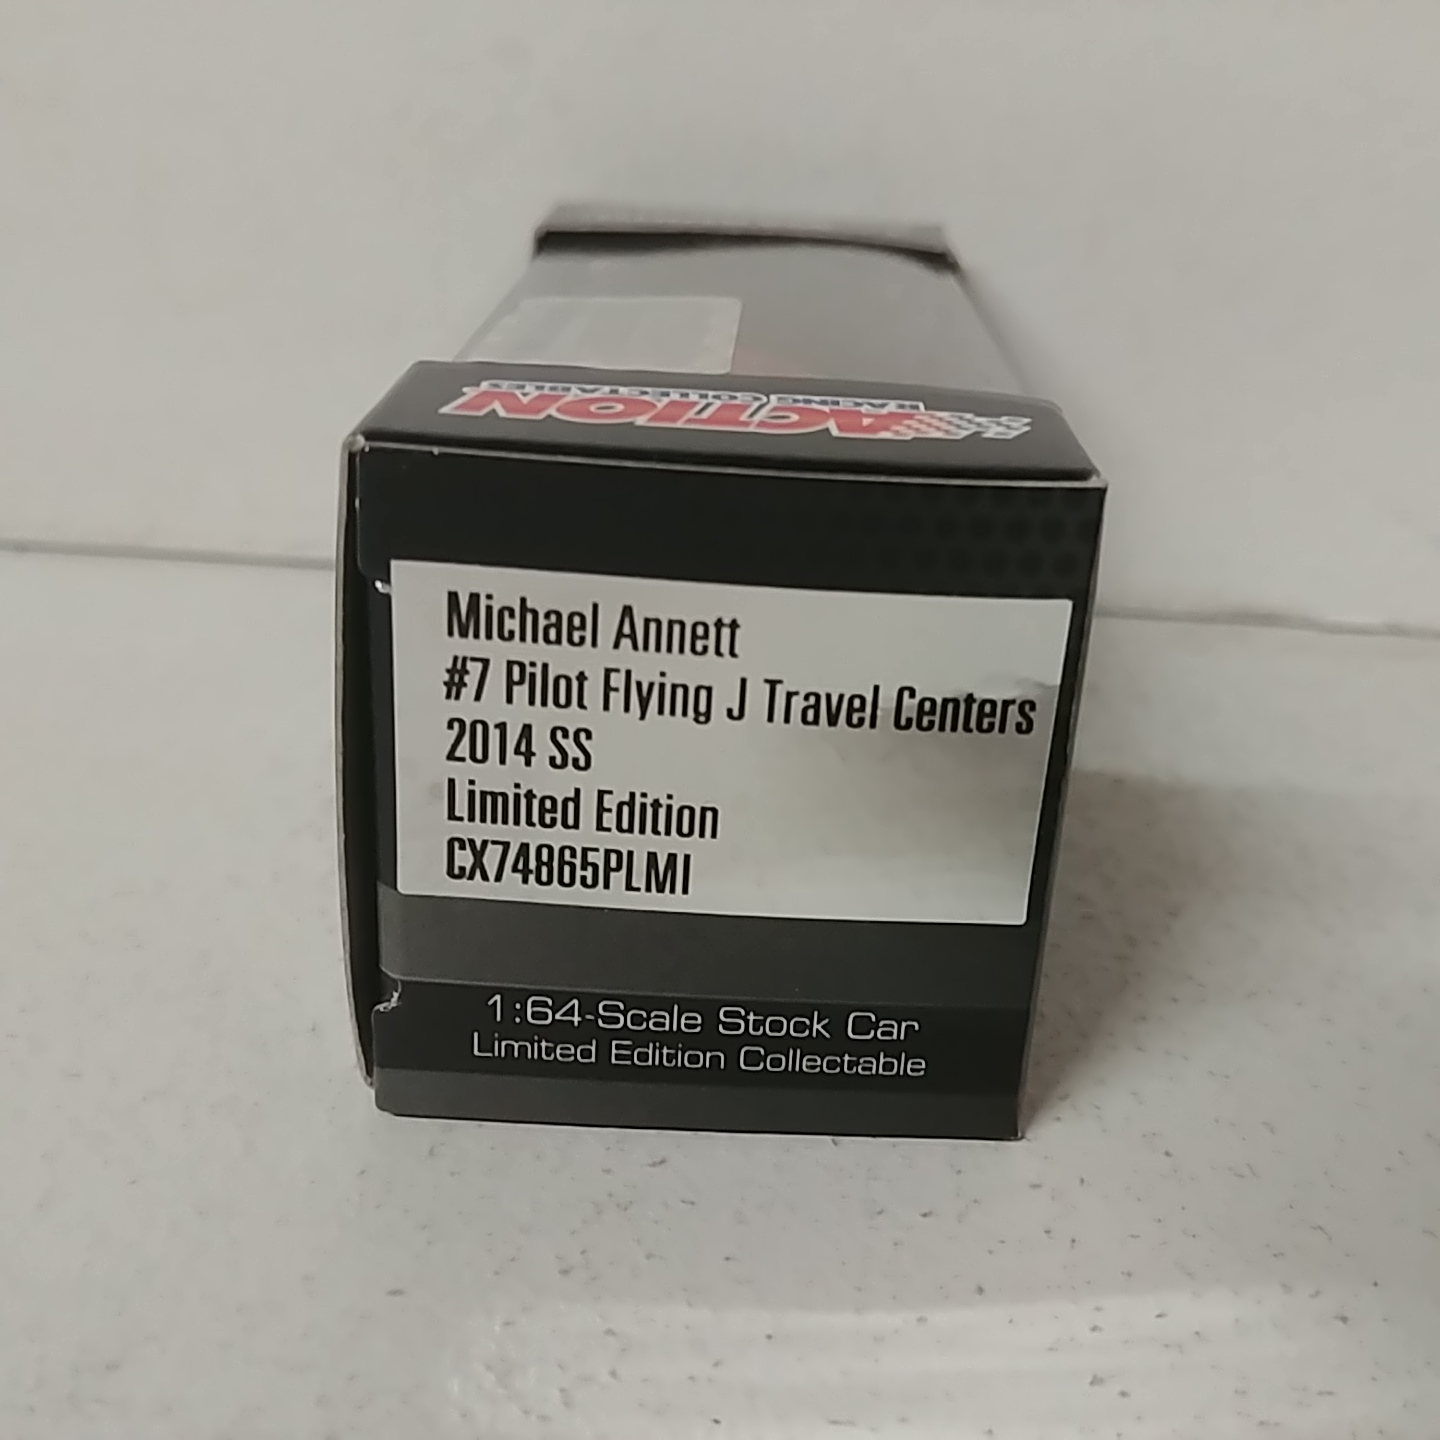 ACTION
RACING COLLECTABLES
Michael Annett
#7 Pilot Flying J Travel Centers
2014 SS
Limited Edition
CX74865PLMI
1:64-Scale Stock Car
Limited Edition Collectable